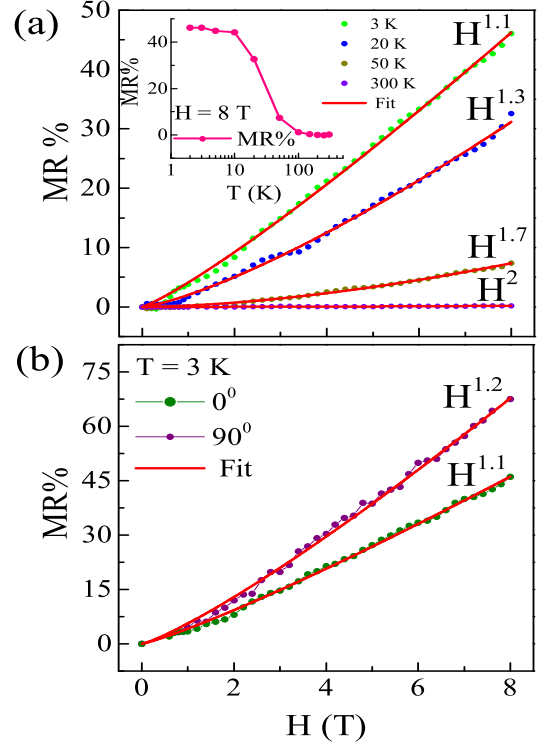 (a)
50
40
30
20
10
0
MR %
40
20
0
MR%
H = 8 T
MR%
1
10
100
T (K)
3 K
20 K
50 K
300 K
Fit
H^1.1
H^1.3
H^1.7
H^2
(b)
75
60
45
30
15
0
MR%
T = 3 K
0^0
90^0
Fit
H^1.2
H^1.1
0
2
4
6
8
H (T)